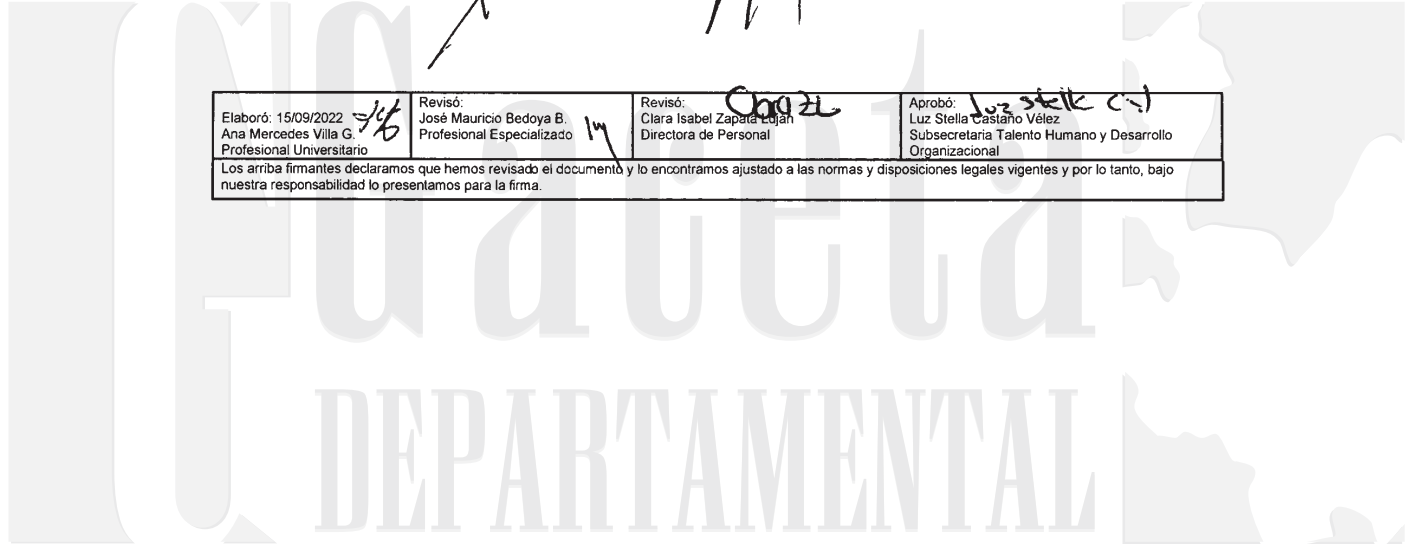 Elaboró: 15/09/2022
Ana Mercedes Villa G.
Profesional Universitario
Revisó:
José Mauricio Bedoya B.
Profesional Especializado
Revisó:
Clara Isabel Zapata Luján
Directora de Personal
Aprobó:
Luz Stella Castaño Vélez
Subsecretaria Talento Humano y Desarrollo
Organizacional
Los arriba firmantes declaramos que hemos revisado el documento y lo encontramos ajustado a las normas y disposiciones legales vigentes y por lo tanto, bajo
nuestra responsabilidad lo presentamos para la firma.
Gaceta
DEPARTAMENTAL